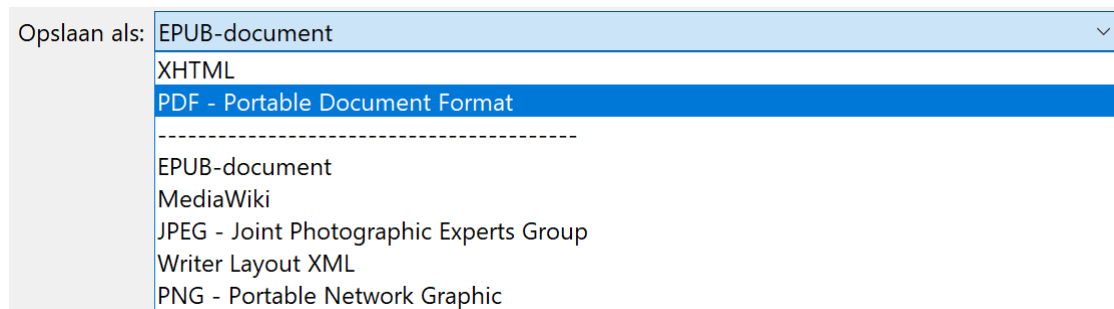 Opslaan als: EPUB-document
XHTML
PDF - Portable Document Format
------------------------------------------
EPUB-document
MediaWiki
JPEG - Joint Photographic Experts Group
Writer Layout XML
PNG - Portable Network Graphic